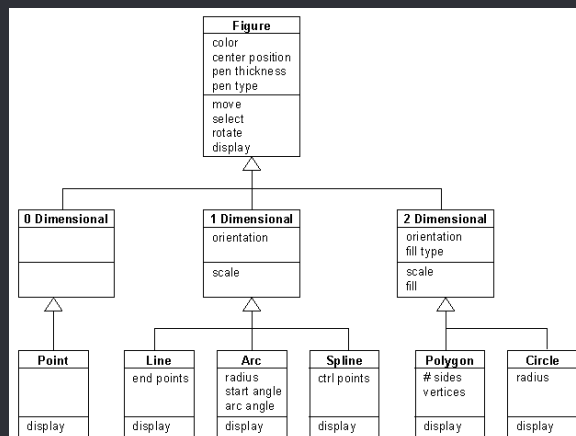 Figure
color
center position
pen thickness
pen type
move
select
rotate
display
0 Dimensional
1 Dimensional
orientation
scale
2 Dimensional
orientation
fill type
scale
fill
Point
display
Line
end points
display
Arc
radius
start angle
arc angle
display
Spline
ctrl points
display
Polygon
# sides
vertices
display
Circle
radius
display